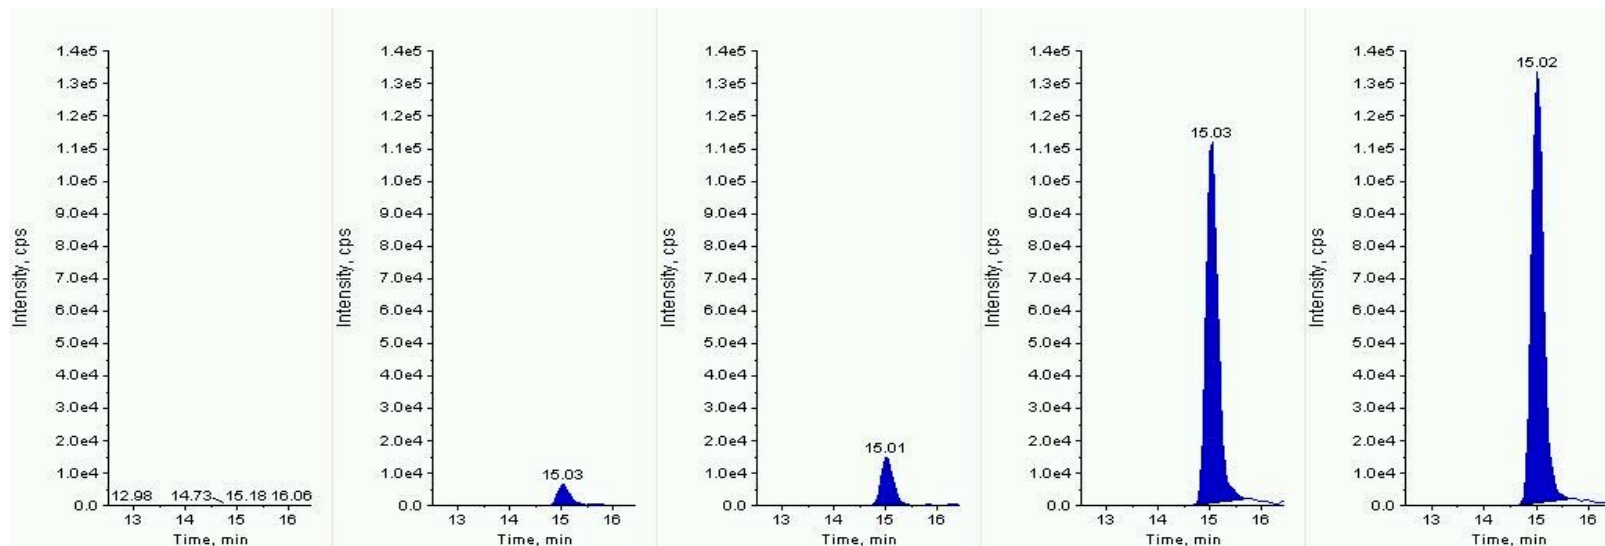 1.4e5
1.3e5
1.2e5
1.1e5
1.0e5
9.0e4
8.0e4
7.0e4
6.0e4
5.0e4
4.0e4
3.0e4
2.0e4
1.0e4
0.0
Intensity, cps
12.98 14.73 15.18 16.06
13 14 15 16
Time, min
1.4e5
1.3e5
1.2e5
1.1e5
1.0e5
9.0e4
8.0e4
7.0e4
6.0e4
5.0e4
4.0e4
3.0e4
2.0e4
1.0e4
0.0
Intensity, cps
15.03
13 14 15 16
Time, min
1.4e5
1.3e5
1.2e5
1.1e5
1.0e5
9.0e4
8.0e4
7.0e4
6.0e4
5.0e4
4.0e4
3.0e4
2.0e4
1.0e4
0.0
Intensity, cps
15.01
13 14 15 16
Time, min
1.4e5
1.3e5
1.2e5
1.1e5
1.0e5
9.0e4
8.0e4
7.0e4
6.0e4
5.0e4
4.0e4
3.0e4
2.0e4
1.0e4
0.0
Intensity, cps
15.03
13 14 15 16
Time, min
1.4e5
1.3e5
1.2e5
1.1e5
1.0e5
9.0e4
8.0e4
7.0e4
6.0e4
5.0e4
4.0e4
3.0e4
2.0e4
1.0e4
0.0
Intensity, cps
15.02
13 14 15 16
Time, min